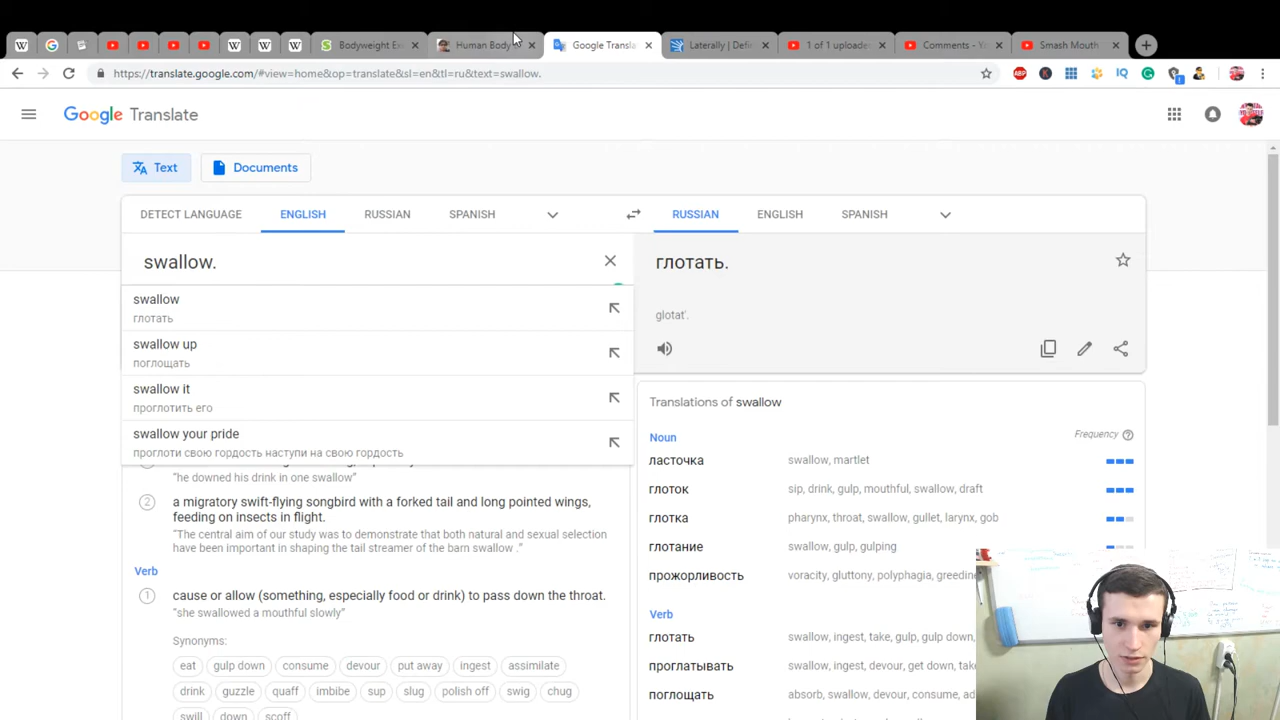 Bodyweight Ex
Human Body
Google Transla
Laterally | Defin
1 of 1 uploade
Comments - Yo
Smash Mouth
https://translate.google.com/#view=home&op=translate&sl=en&tl=ru&text=swallow.
Google Translate
Text
Documents
DETECT LANGUAGE
ENGLISH
RUSSIAN
SPANISH
RUSSIAN
ENGLISH
SPANISH
swallow.
глотать.
glotat'.
swallow
глотать
swallow up
поглощать
swallow it
проглотить его
swallow your pride
проглоти свою гордость наступи на свою гордость
"he downed his drink in one swallow"
2 a migratory swift-flying songbird with a forked tail and long pointed wings,
feeding on insects in flight.
"The central aim of our study was to demonstrate that both natural and sexual selection
have been important in shaping the tail streamer of the barn swallow ."
Verb
1 cause or allow (something, especially food or drink) to pass down the throat.
"she swallowed a mouthful slowly"
Synonyms:
eat gulp down consume devour put away ingest assimilate
drink guzzle quaff imbibe sup slug polish off swig chug
swill down scoff
Translations of swallow
Noun
Frequency
ласточка swallow, martlet
глоток sip, drink, gulp, mouthful, swallow, draft
глотка pharynx, throat, swallow, gullet, larynx, gob
глотание swallow, gulp, gulping
прожорливость voracity, gluttony, polyphagia, greedine
Verb
глотать swallow, ingest, take, gulp, gulp down,
проглатывать swallow, ingest, devour, get down, take
поглощать absorb, swallow, devour, consume, ad